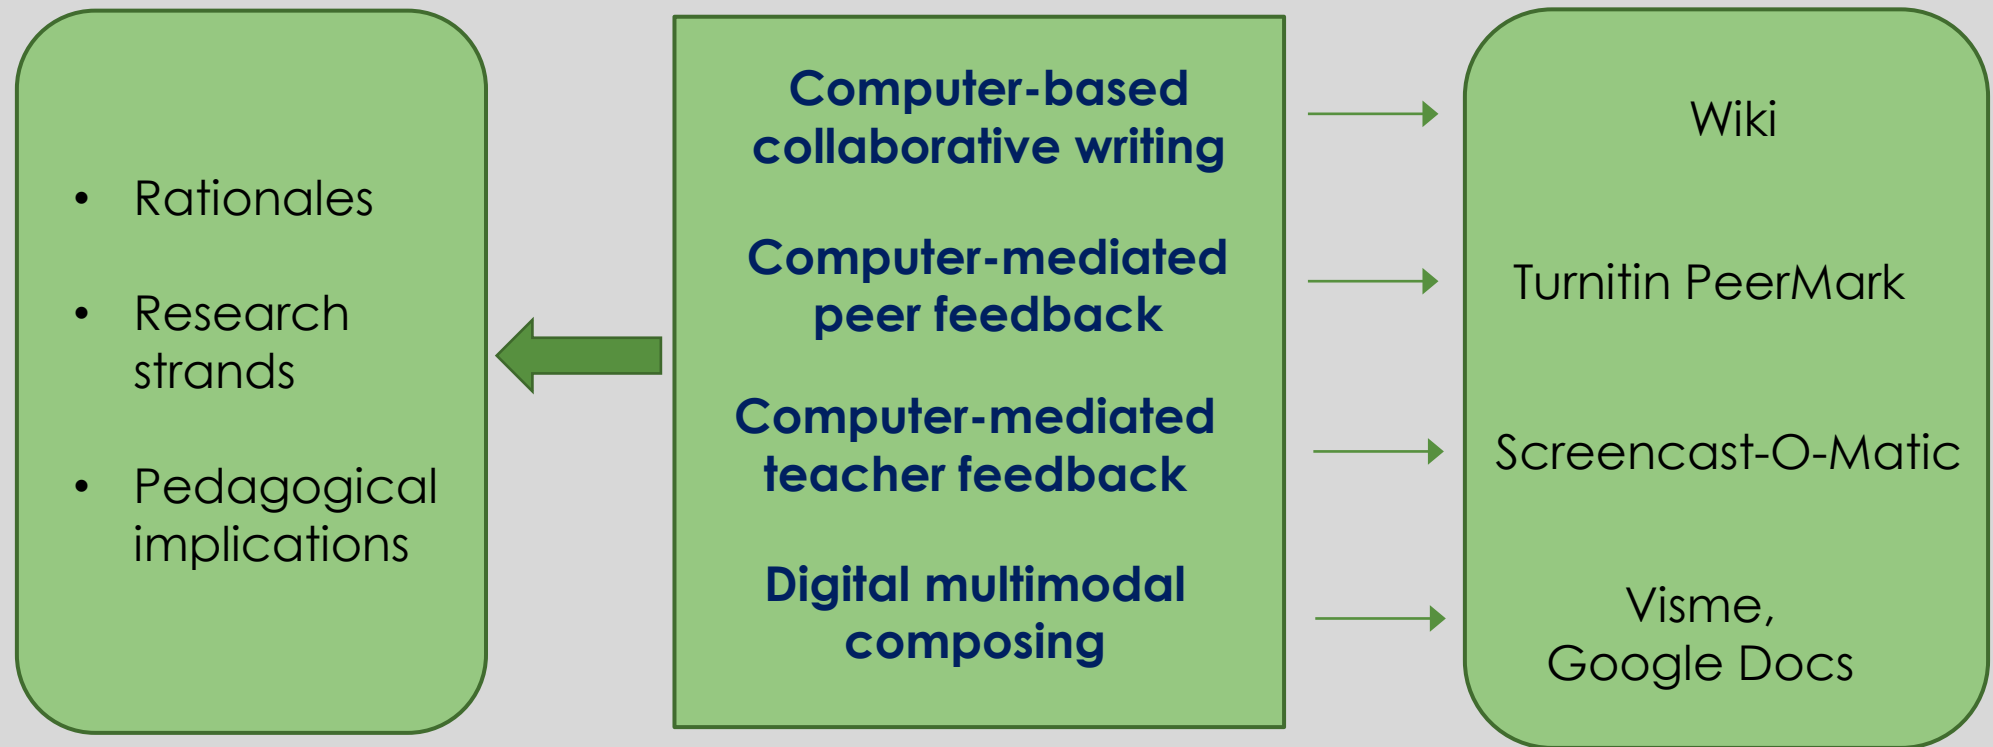 • Rationales
• Research
strands
• Pedagogical
implications
Computer-based
collaborative writing
Computer-mediated
peer feedback
Computer-mediated
teacher feedback
Digital multimodal
composing
Wiki
Turnitin PeerMark
Screencast-O-Matic
Visme,
Google Docs